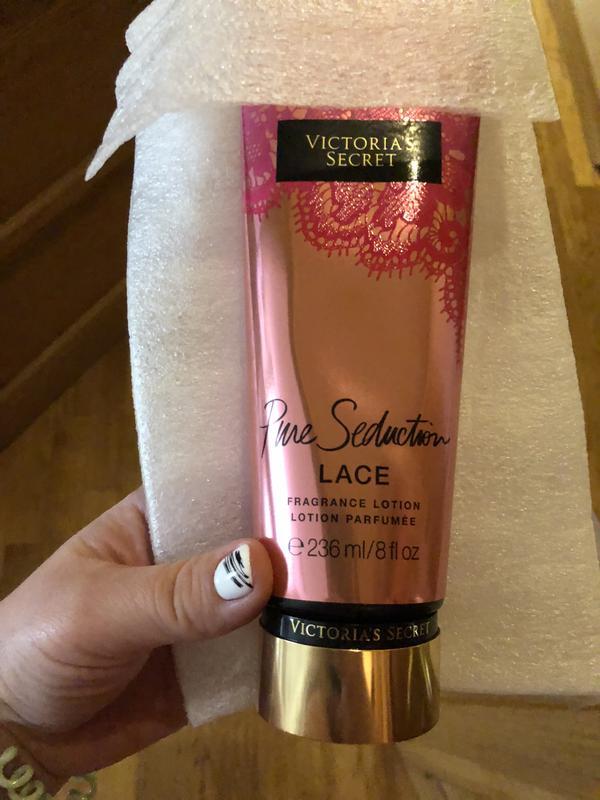 VICTORIA'S
SECRET
Pure Seduction
LACE
FRAGRANCE LOTION
LOTION PARFUMÉE
℮ 236 ml/8 fl oz
VICTORIA'S SECRET